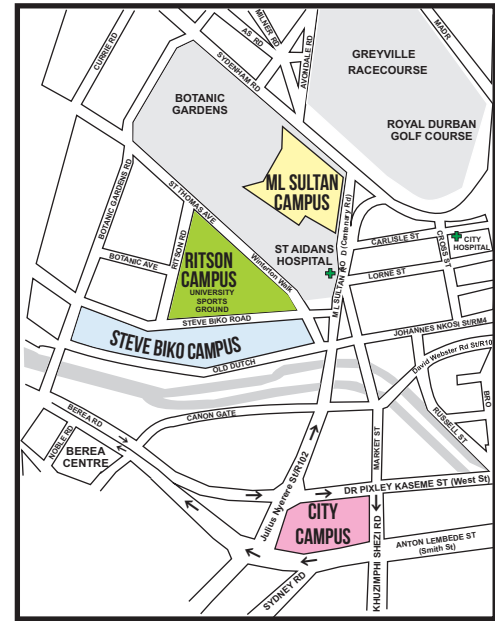 CURRIE RD
MILNER RD
AS RD
AVONDALE RD
MADR.
SYDENHAM RD
GREYVILLE
RACECOURSE
BOTANIC
GARDENS
ROYAL DURBAN
GOLF COURSE
ML SULTAN
CAMPUS
BOTANIC GARDENS RD
ST THOMAS AVE
RITSON RD
BOTANIC AVE
RITSON
CAMPUS
UNIVERSITY
SPORTS
GROUND
Winterton Walk
ST AIDANS
HOSPITAL
M L SULTAN RO D (Centenary Rd)
CARLISLE ST
CROSS ST
CITY
HOSPITAL
LORNE ST
STEVE BIKO ROAD
STEVE BIKO CAMPUS
OLD DUTCH
JOHANNES NKOSI St/RM4
David Webster Rd St/R10
BRO
RUSSELL ST
BEREA RD
CANON GATE
NOBLE RD
BEREA
CENTRE
MARKET ST
Julius Nyerere St/R102
DR PIXLEY KASEME ST (West St)
CITY
CAMPUS
KHUZIMPHI SHEZI RD
ANTON LEMBEDE ST
(Smith St)
SYDNEY RD